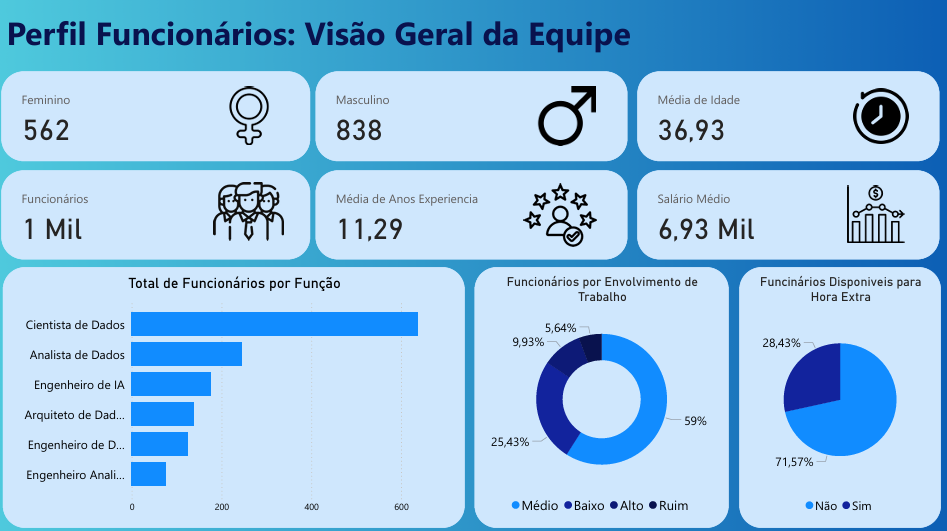 Perfil Funcionários: Visão Geral da Equipe
Feminino
562
Masculino
838
Média de Idade
36,93
Funcionários
1 Mil
Média de Anos Experiencia
11,29
Salário Médio
$
6,93 Mil
Total de Funcionários por Função
Cientista de Dados
Analista de Dados
Engenheiro de IA
Arquiteto de Dad...
Engenheiro de D...
Engenheiro Anali...
0 200 400 600
Funcionários por Envolvimento de
Trabalho
5,64%
9,93%
25,43%
59%
Médio Baixo Alto Ruim
Funcinários Disponiveis para
Hora Extra
28,43%
71,57%
Não Sim